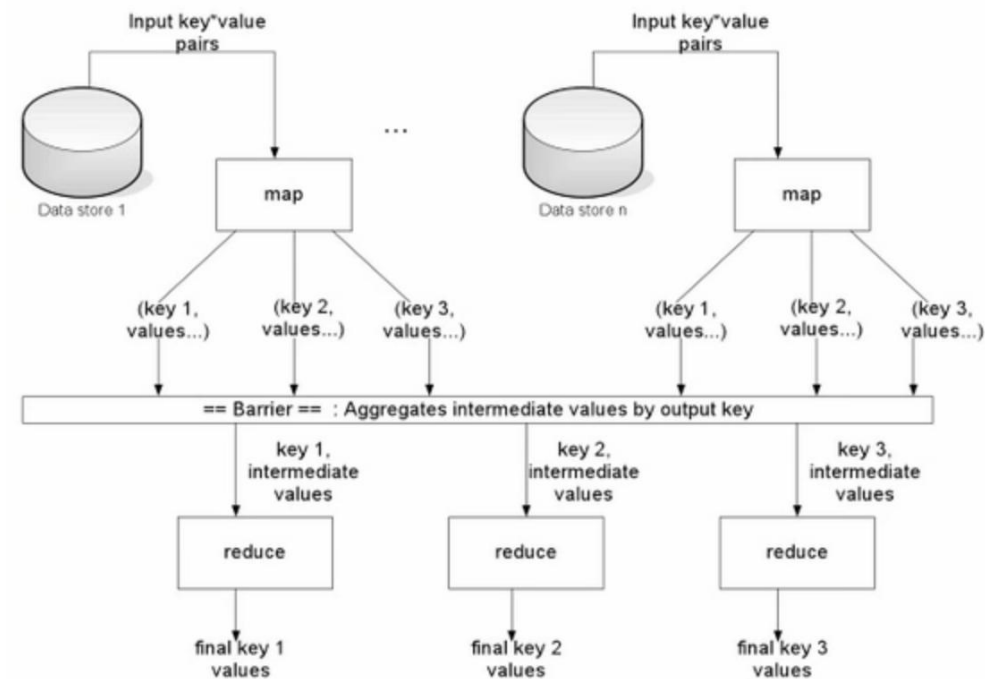 Input key*value
pairs
Input key*value
pairs
...
map
map
Data store 1
Data store n
(key 1,
values...)
(key 2,
values...)
(key 3,
values...)
(key 1,
values...)
(key 2,
values...)
(key 3,
values...)
== Barrier == : Aggregates intermediate values by output key
key 1,
intermediate
values
key 2,
intermediate
values
key 3,
intermediate
values
reduce
reduce
reduce
final key 1
values
final key 2
values
final key 3
values